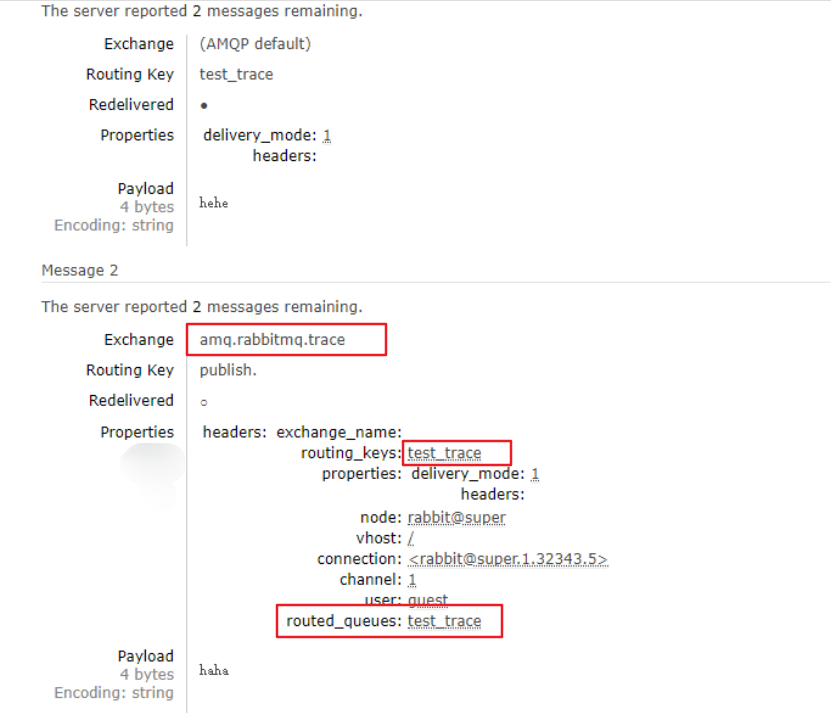 The server reported 2 messages remaining.
Exchange (AMQP default)
Routing Key test_trace
Redelivered ●
Properties delivery_mode: 1
headers:
Payload
4 bytes
Encoding: string
hehe
Message 2
The server reported 2 messages remaining.
Exchange amq.rabbitmq.trace
Routing Key publish.
Redelivered ○
Properties headers: exchange_name:
routing_keys: test_trace
properties: delivery_mode: 1
headers:
node: rabbit@super
vhost: /
connection: <rabbit@super.1.32343.5>
channel: 1
user: guest
routed_queues: test_trace
Payload
4 bytes
Encoding: string
haha